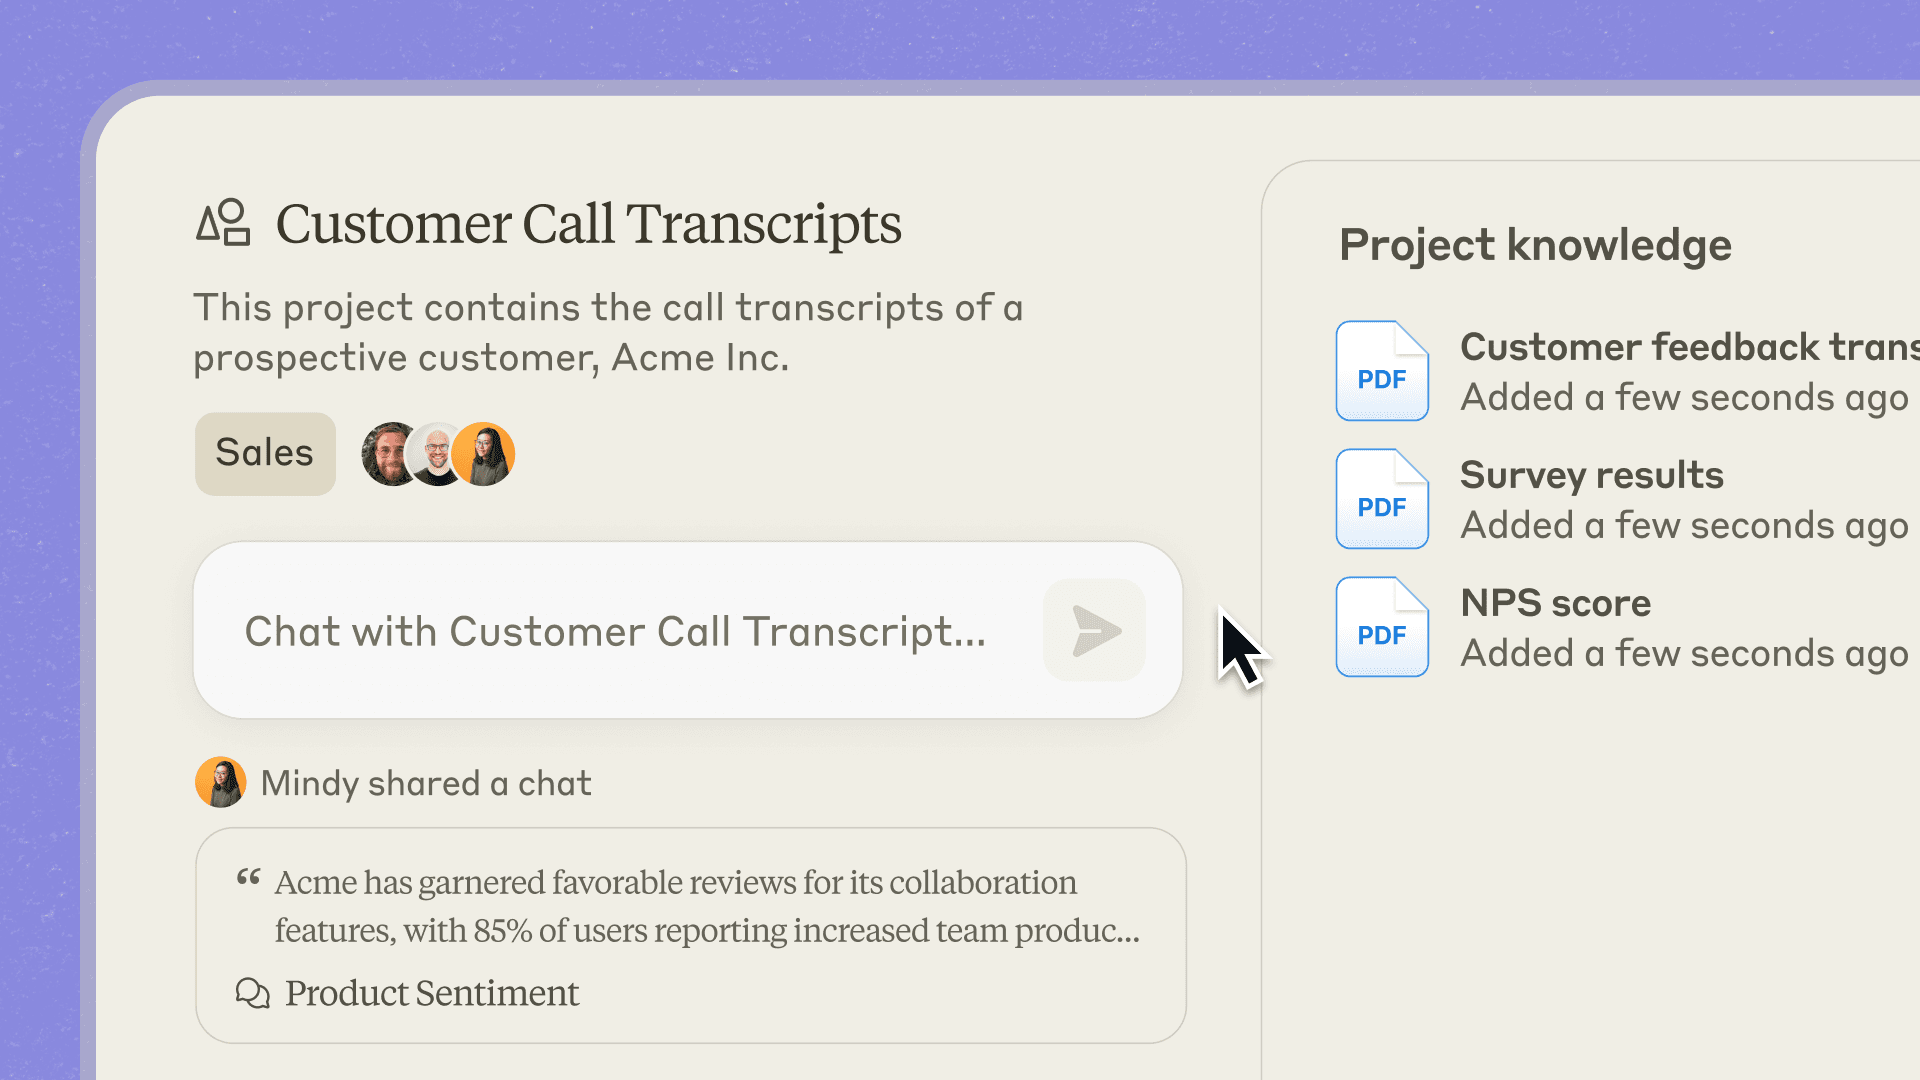 Customer Call Transcripts
This project contains the call transcripts of a
prospective customer, Acme Inc.
Sales
Chat with Customer Call Transcript...
Mindy shared a chat
“ Acme has garnered favorable reviews for its collaboration
features, with 85% of users reporting increased team produc...
Product Sentiment
Project knowledge
PDF
Customer feedback trans
Added a few seconds ago
PDF
Survey results
Added a few seconds ago
PDF
NPS score
Added a few seconds ago